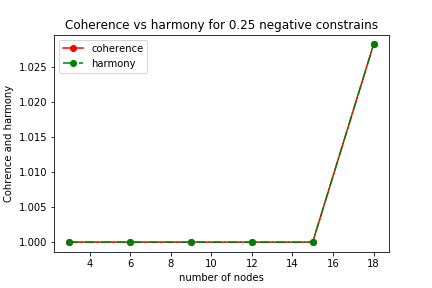 Coherence vs harmony for 0.25 negative constrains
coherence
harmony
1.025
1.020
1.015
1.010
1.005
1.000
Cohrence and harmony
4 6 8 10 12 14 16 18
number of nodes